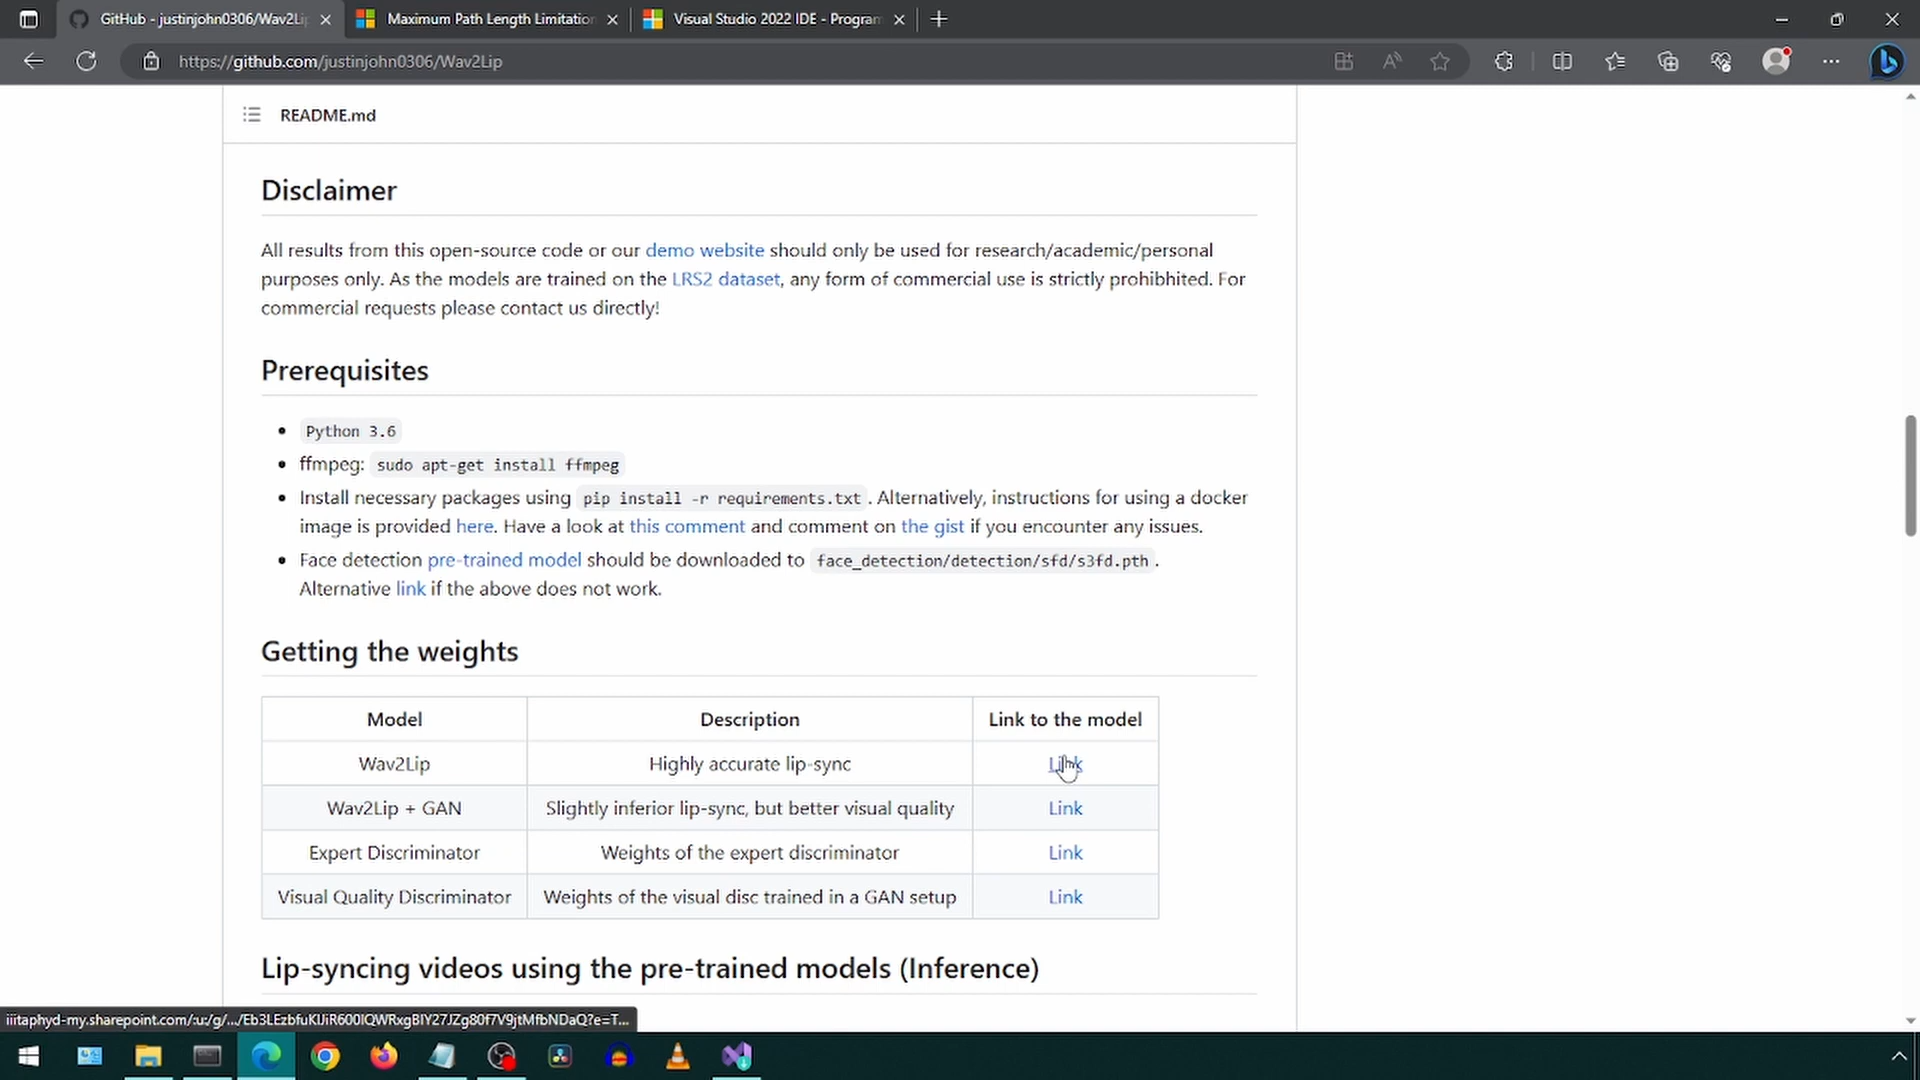 GitHub - justinjohn0306/Wav2Li
Maximum Path Length Limitatio
Visual Studio 2022 IDE - Program
https://github.com/justinjohn0306/Wav2Lip
README.md
Disclaimer
All results from this open-source code or our demo website should only be used for research/academic/personal
purposes only. As the models are trained on the LRS2 dataset, any form of commercial use is strictly prohibhited. For
commercial requests please contact us directly!
Prerequisites
Python 3.6
ffmpeg: sudo apt-get install ffmpeg
Install necessary packages using pip install -r requirements.txt . Alternatively, instructions for using a docker
image is provided here. Have a look at this comment and comment on the gist if you encounter any issues.
Face detection pre-trained model should be downloaded to face_detection/detection/sfd/s3fd.pth .
Alternative link if the above does not work.
Getting the weights
Model Description Link to the model
Wav2Lip Highly accurate lip-sync Link
Wav2Lip + GAN Slightly inferior lip-sync, but better visual quality Link
Expert Discriminator Weights of the expert discriminator Link
Visual Quality Discriminator Weights of the visual disc trained in a GAN setup Link
Lip-syncing videos using the pre-trained models (Inference)